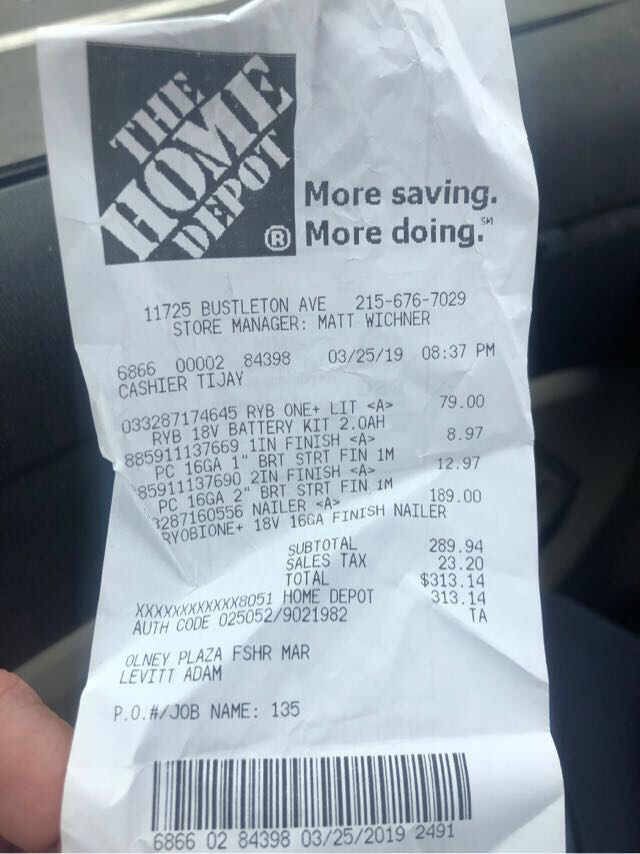 THE
HOME
DEPOT
®
More saving.
More doing.℠
11725 BUSTLETON AVE 215-676-7029
STORE MANAGER: MATT WICHNER
6866 00002 84398 03/25/19 08:37 PM
CASHIER TIJAY
033287174645 RYB ONE+ LIT <A> 79.00
RYB 18V BATTERY KIT 2.0AH
885911137669 1IN FINISH <A> 8.97
PC 16GA 1" BRT STRT FIN 1M
85911137690 2IN FINISH <A> 12.97
PC 16GA 2" BRT STRT FIN 1M
3287160556 NAILER <A> 189.00
RYOBIONE+ 18V 16GA FINISH NAILER
SUBTOTAL 289.94
SALES TAX 23.20
TOTAL $313.14
XXXXXXXXXXXX8051 HOME DEPOT 313.14
AUTH CODE 025052/9021982 TA
OLNEY PLAZA FSHR MAR
LEVITT ADAM
P.O.#/JOB NAME: 135
6866 02 84398 03/25/2019 2491